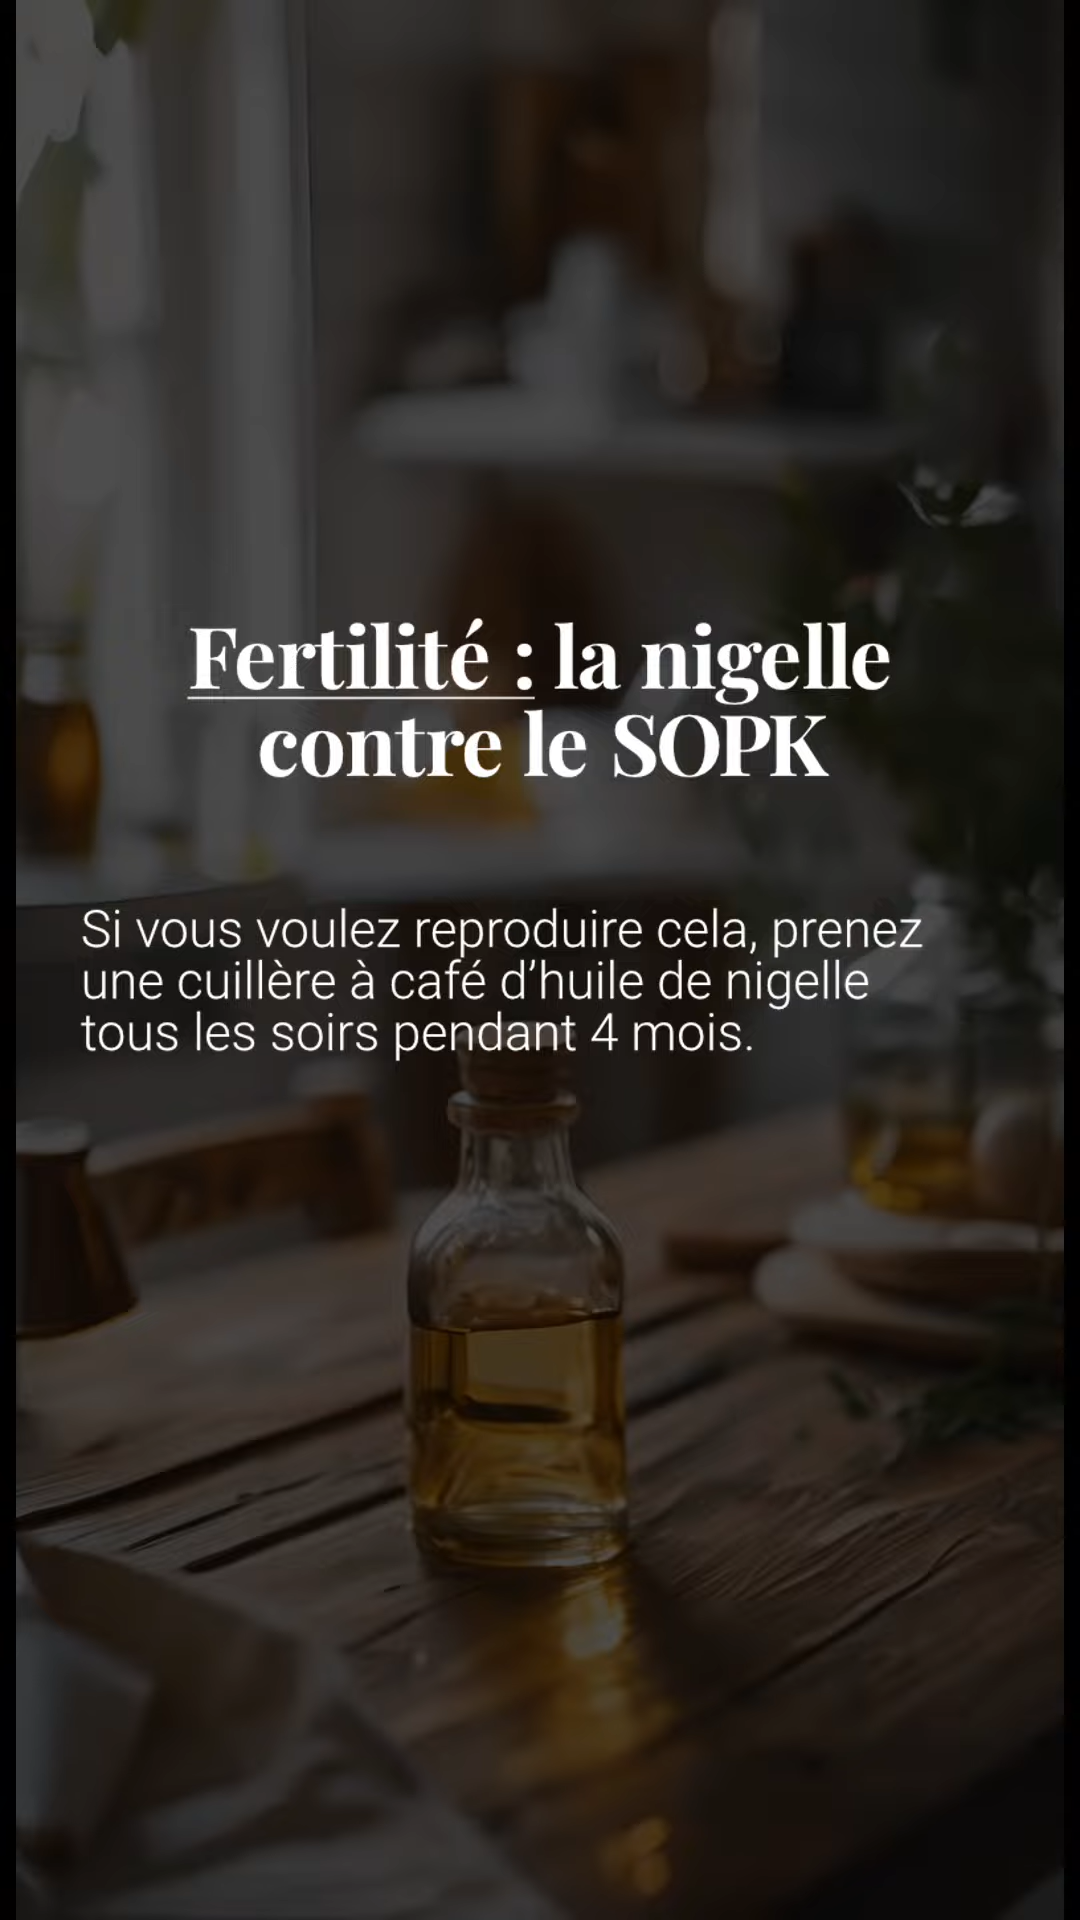 Fertilité : la nigelle
contre le SOPK
Si vous voulez reproduire cela, prenez
une cuillère à café d’huile de nigelle
tous les soirs pendant 4 mois.